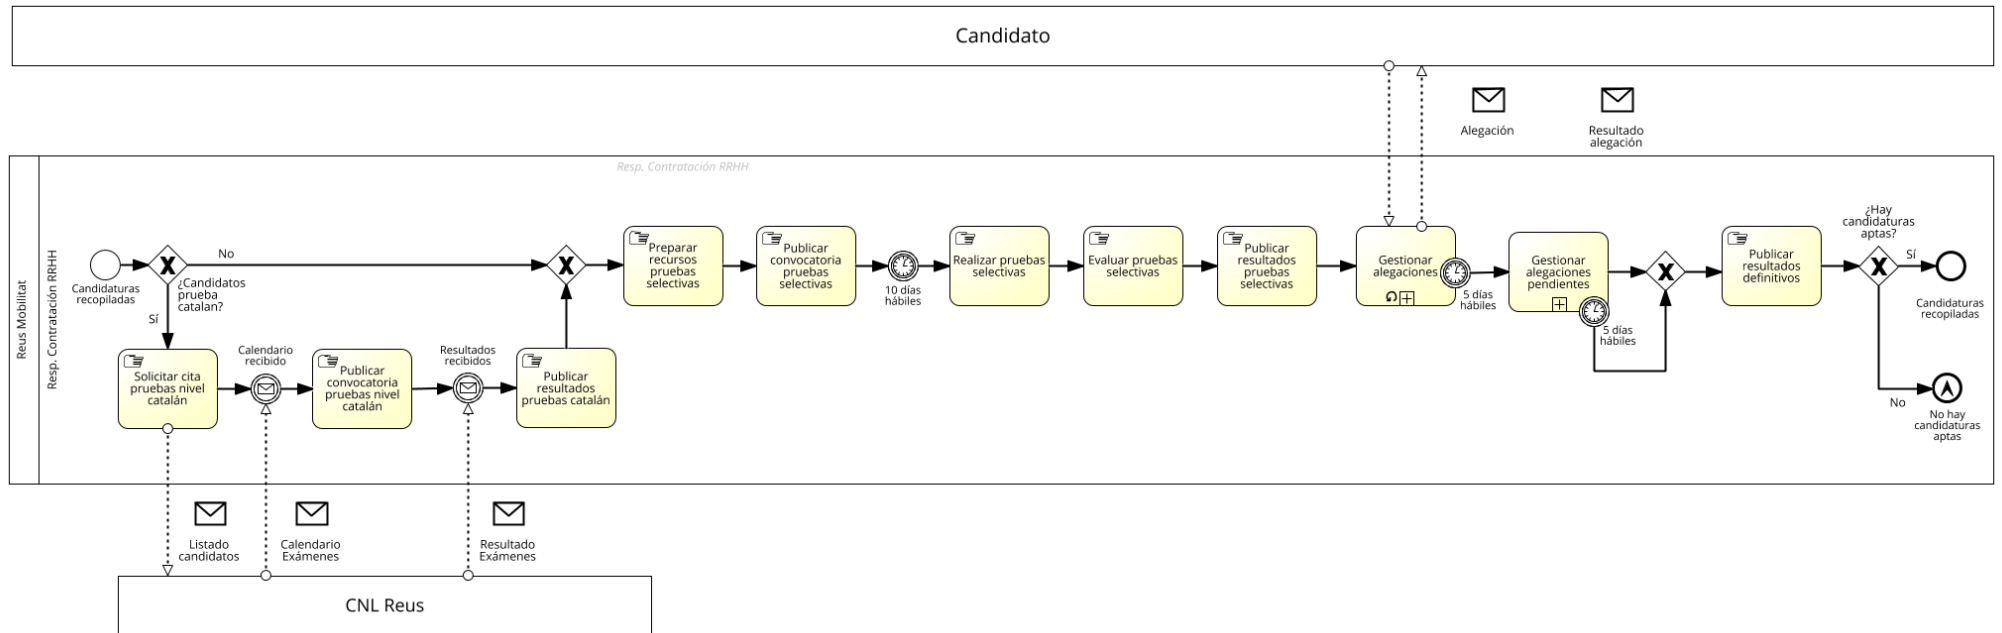 Candidato
Alegación
Resultado
alegación
Reus Mobilitat
Resp. Contratación RRHH
Resp. Contratación RRHH
Candidaturas
recopiladas
No
¿Candidatos
prueba
catalan?
Sí
Preparar
recursos
pruebas
selectivas
Publicar
convocatoria
pruebas
selectivas
10 días
hábiles
Realizar pruebas
selectivas
Evaluar pruebas
selectivas
Publicar
resultados
pruebas
selectivas
Gestionar
alegaciones
5 días
hábiles
Gestionar
alegaciones
pendientes
5 días
hábiles
Publicar
resultados
definitivos
¿Hay
candidaturas
aptas?
Sí
Candidaturas
recopiladas
No
No hay
candidaturas
aptas
Solicitar cita
pruebas nivel
catalán
Calendario
recibido
Publicar
convocatoria
pruebas nivel
catalán
Resultados
recibidos
Publicar
resultados
pruebas catalán
Listado
candidatos
Calendario
Exámenes
Resultado
Exámenes
CNL Reus